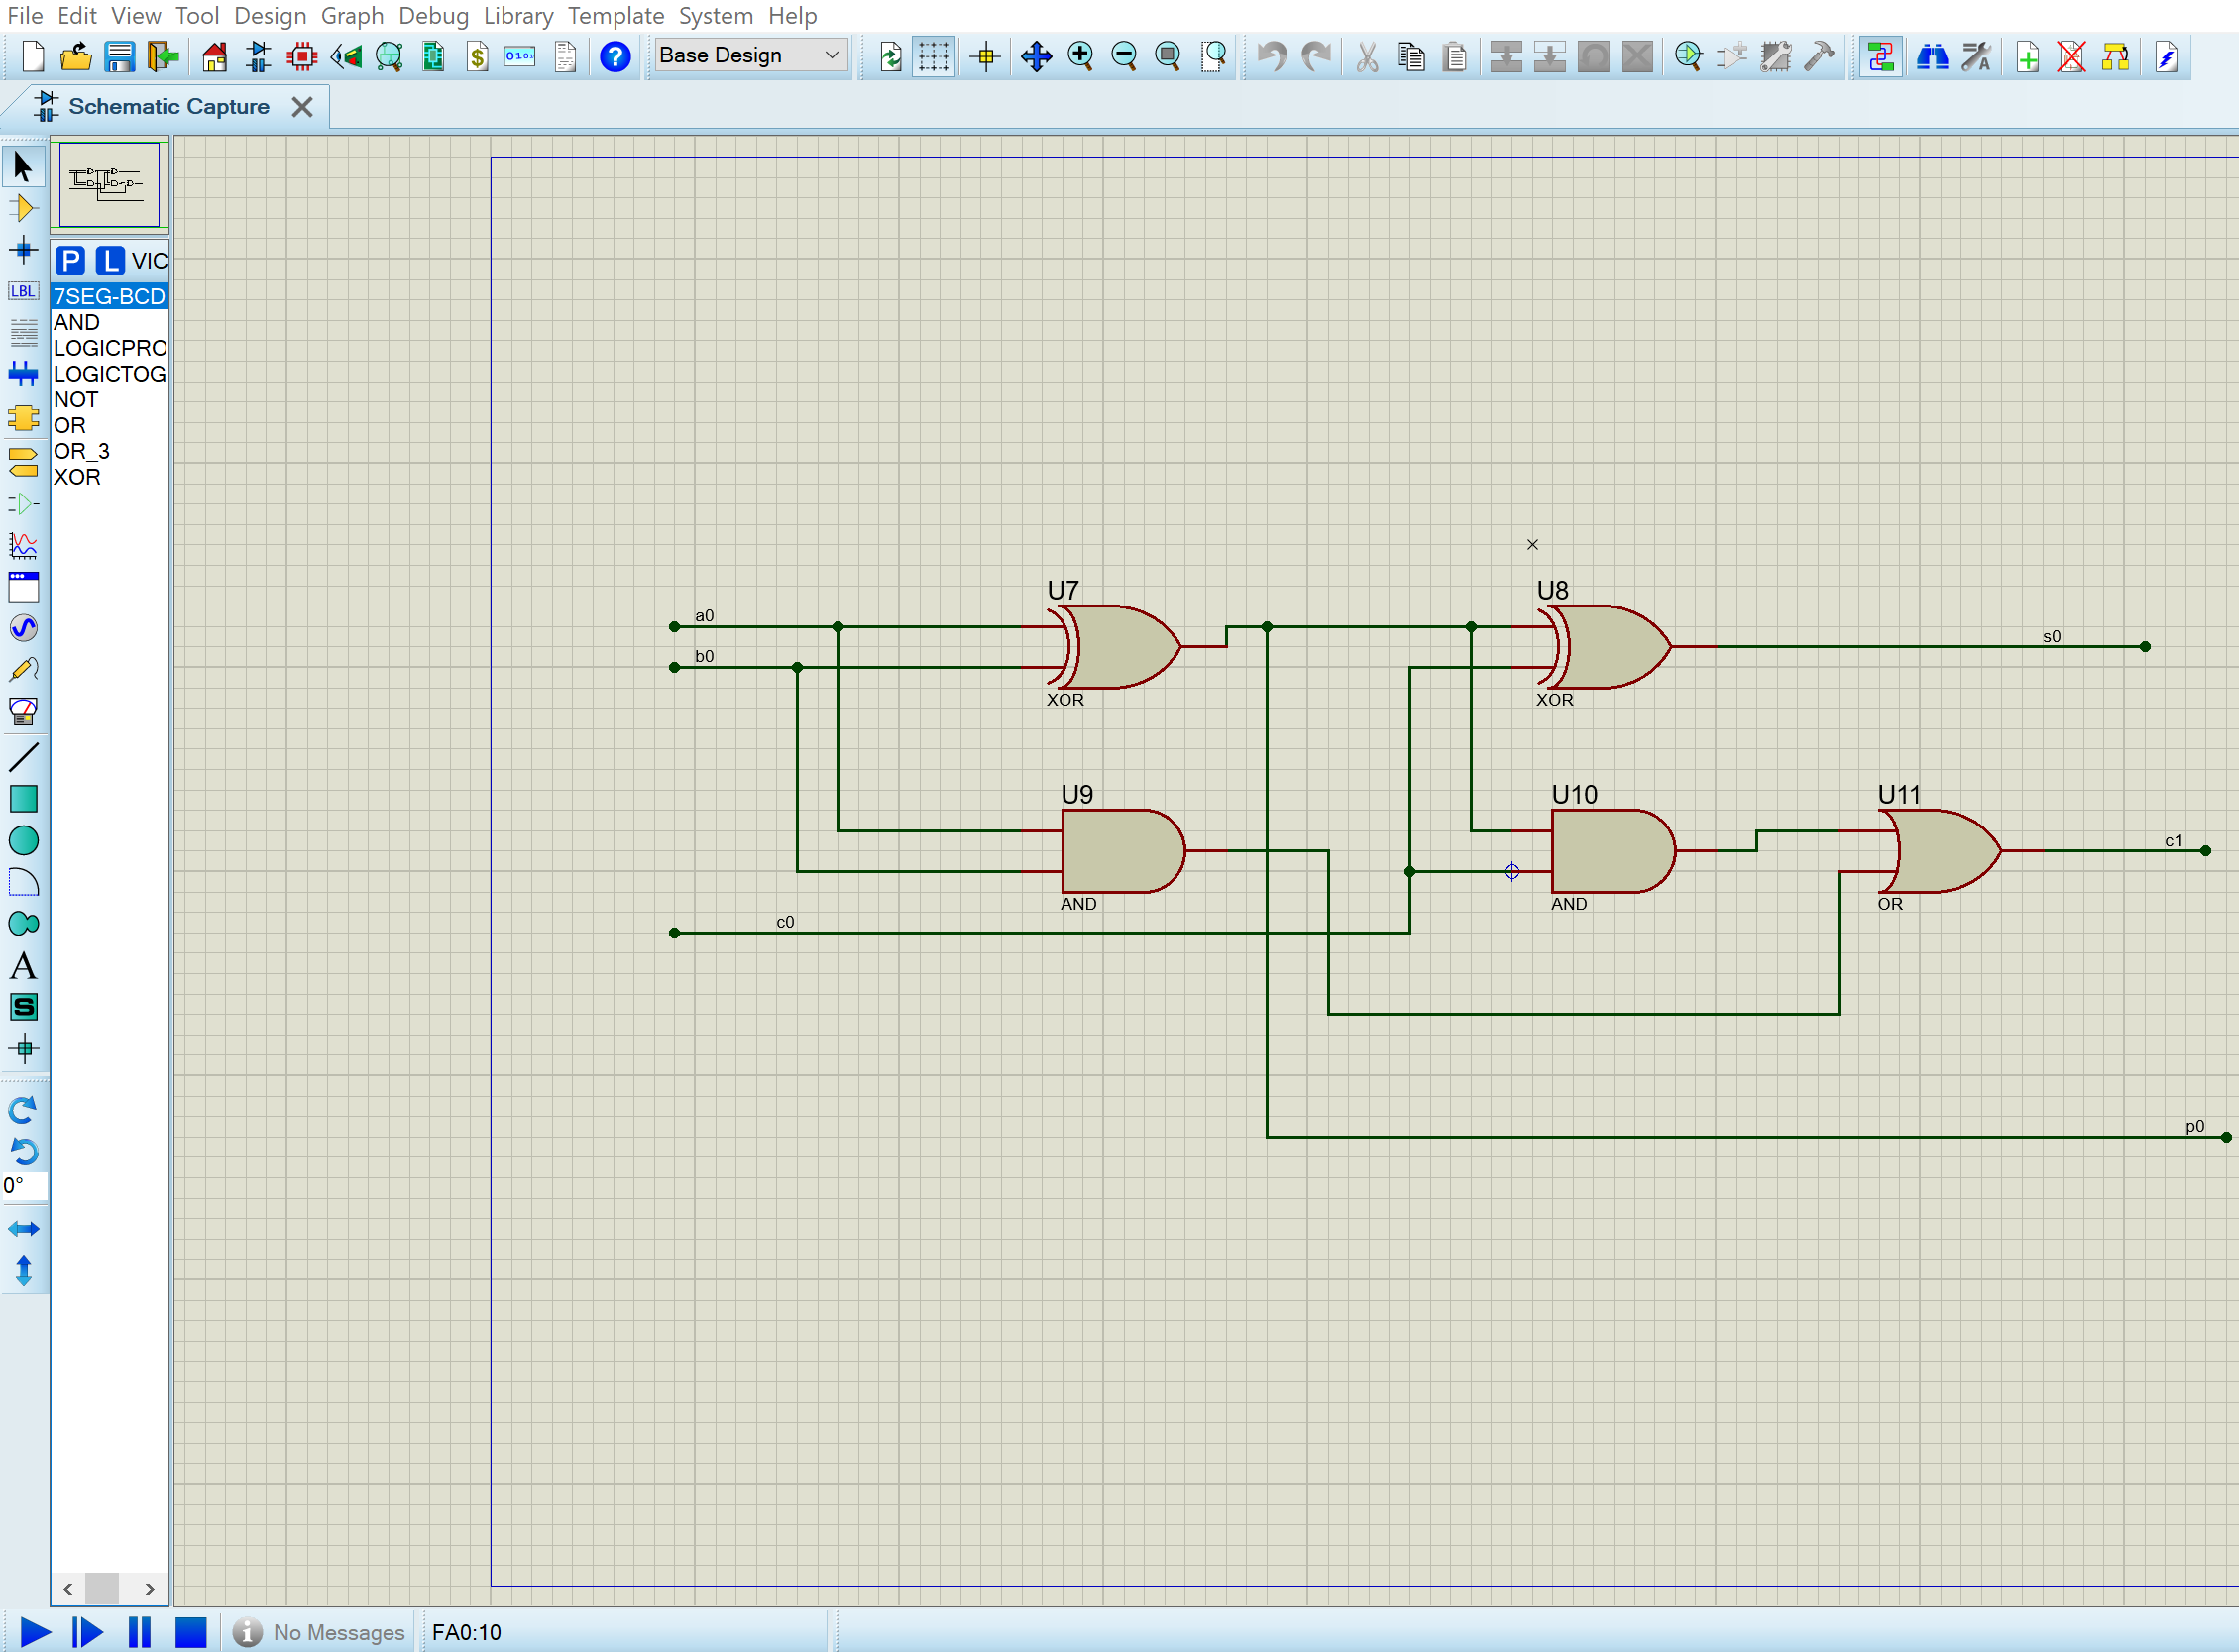 File Edit View Tool Design Graph Debug Library Template System Help
$ 0101 ? Base Design A
Schematic Capture
P L VIC
LBL
7SEG-BCD
AND
LOGICPRO
LOGICTOG
NOT
OR
OR_3
XOR
U7
U8
a0
b0
s0
XOR
XOR
U9
U10
U11
c1
AND
AND
OR
c0
A
S
p0
0°
No Messages FA0:10